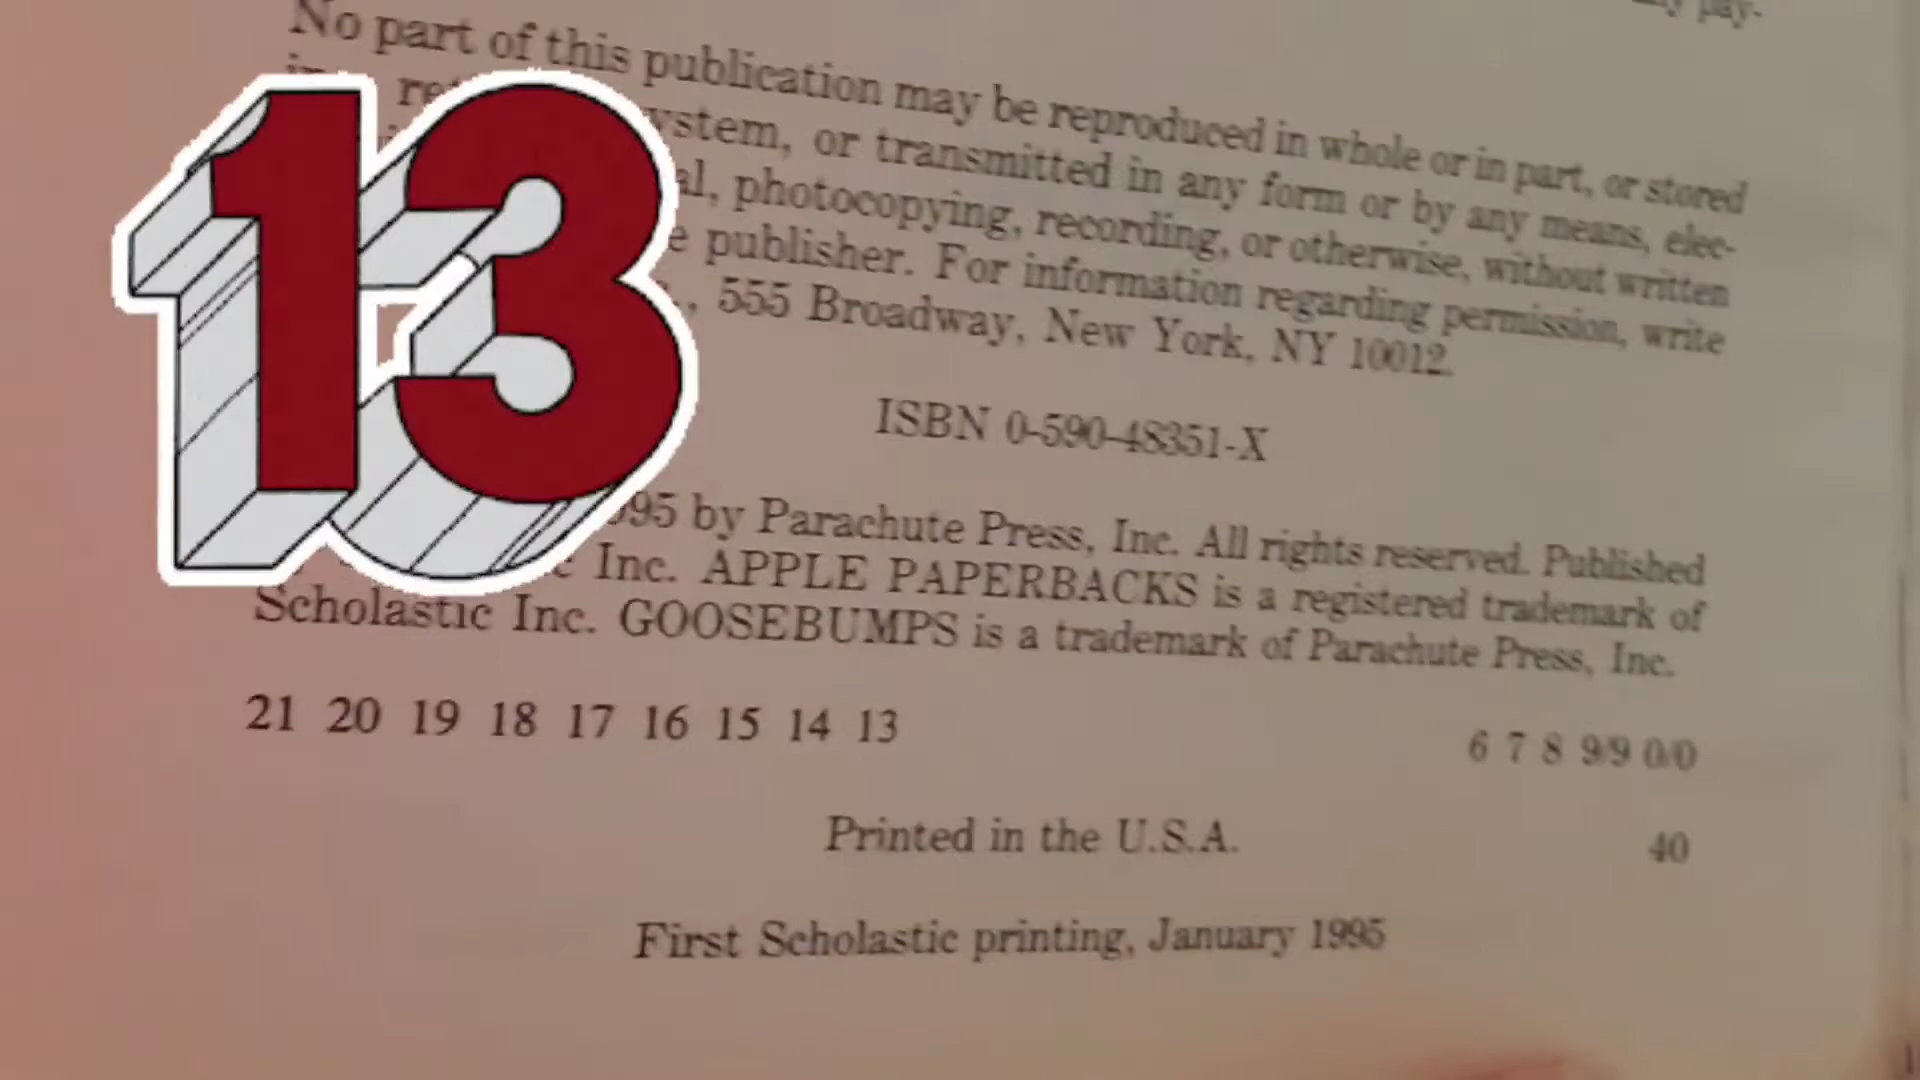 ny pay-
No part of this publication may be reproduced in whole or in part, or stored
in re ystem, or transmitted in any form or by any means, elec-
al, photocopying, recording, or otherwise, without written
e publisher. For information regarding permission, write
., 555 Broadway, New York, NY 10012.
13
ISBN 0-590-48351-X
995 by Parachute Press, Inc. All rights reserved. Published
c Inc. APPLE PAPERBACKS is a registered trademark of
Scholastic Inc. GOOSEBUMPS is a trademark of Parachute Press, Inc.
21 20 19 18 17 16 15 14 13 6 7 8 9/9 0/0
Printed in the U.S.A. 40
First Scholastic printing, January 1995